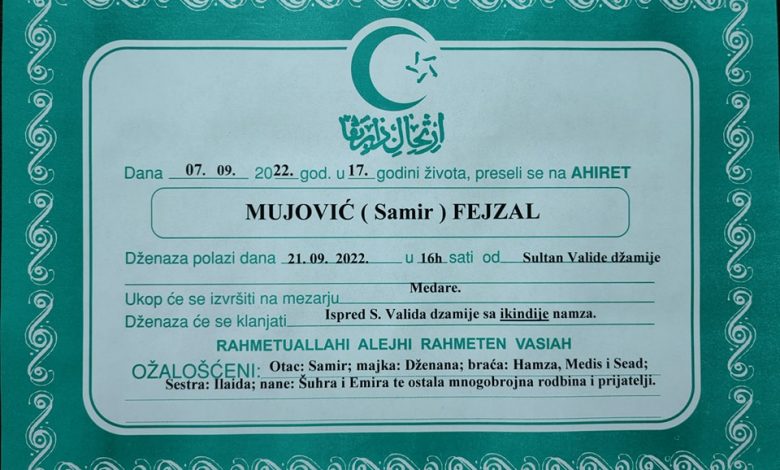 ارتحال دار بقا
Dana 07. 09. 2022. god. u 17. godini života, preseli se na AHIRET
MUJOVIĆ ( Samir ) FEJZAL
Dženaza polazi dana 21.09. 2022. u 16h sati od Sultan Valide džamije
Medare.
Ukop će se izvršiti na mezarju
Dženaza će se klanjati Ispred S. Valida dzamije sa ikindije namza.
RAHMETUALLAHI ALEJHI RAHMETEN VASIAH
OŽALOŠĆENI: Otac: Samir; majka: Dženana; braća: Hamza, Medis i Sead;
Sestra: Ilaida; nane: Šuhra i Emira te ostala mnogobrojna rodbina i prijatelji.